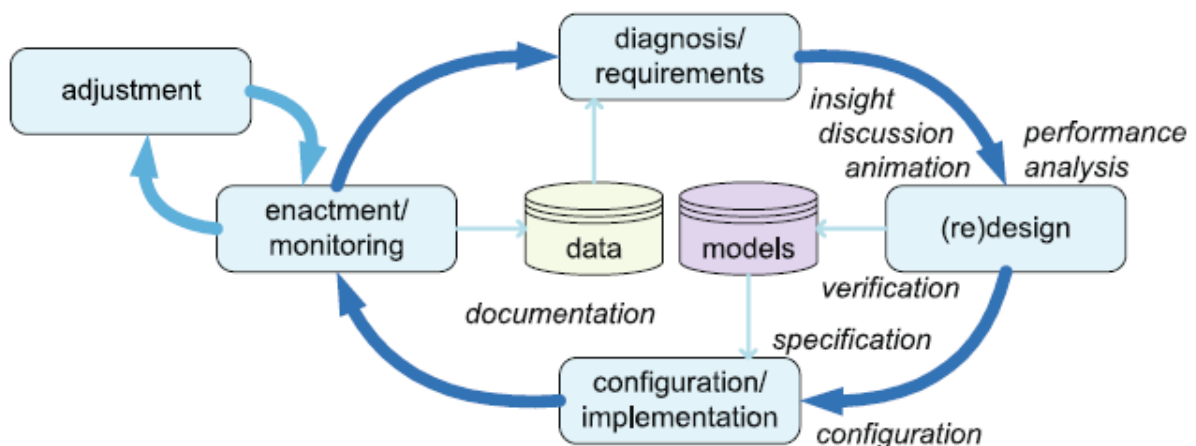 diagnosis/
requirements
adjustment
insight
discussion
animation
performance
analysis
enactment/
monitoring
data
models
(re)design
verification
documentation
specification
configuration/
implementation
configuration